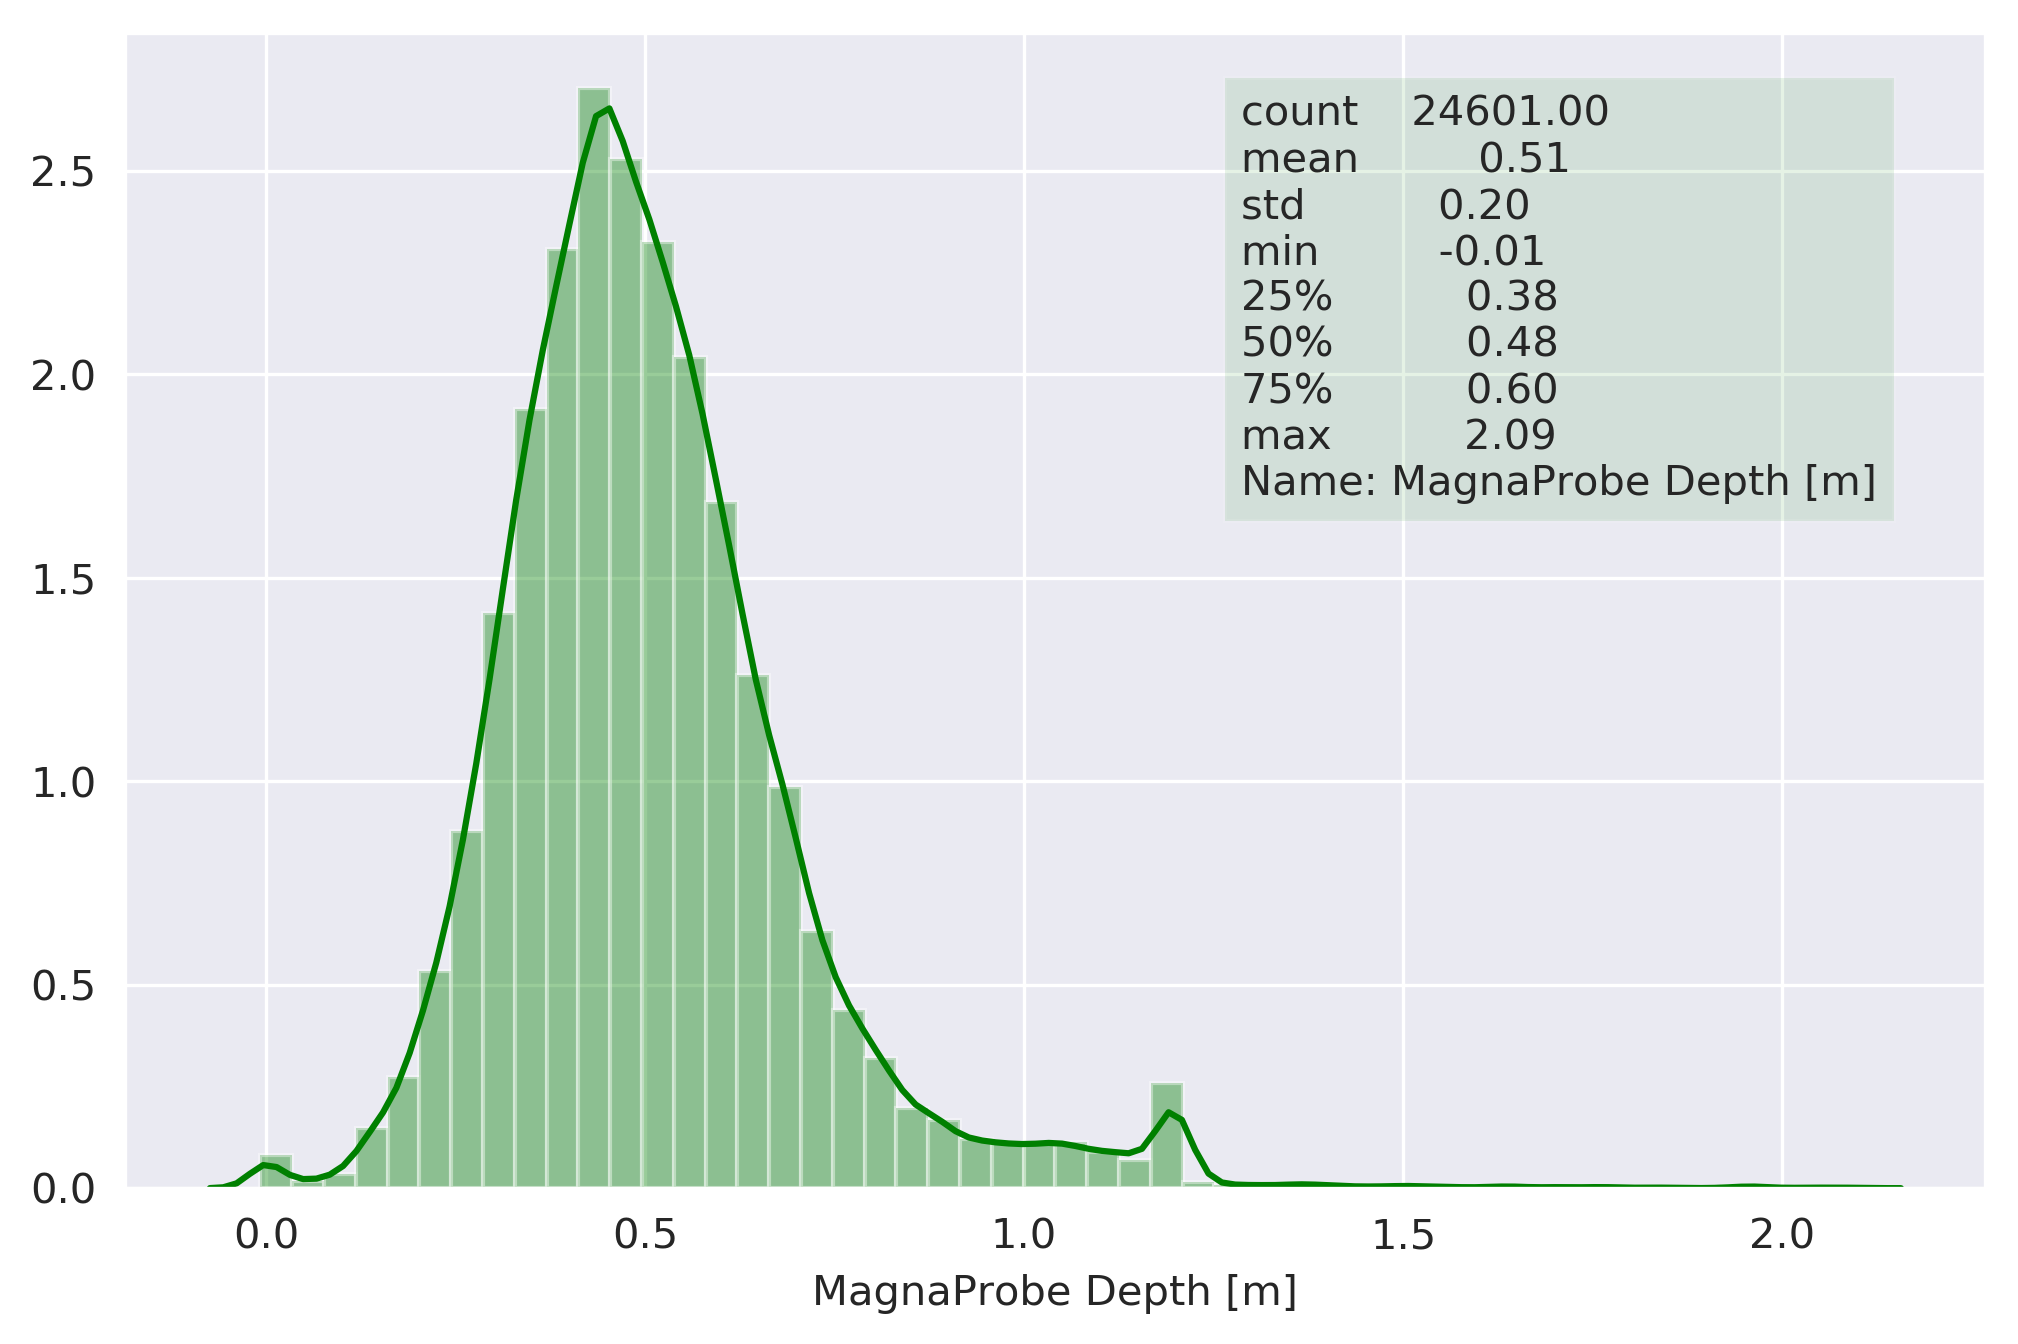 2.5
2.0
1.5
1.0
0.5
0.0
count 24601.00
mean 0.51
std 0.20
min -0.01
25% 0.38
50% 0.48
75% 0.60
max 2.09
Name: MagnaProbe Depth [m]
0.0 0.5 1.0 1.5 2.0
MagnaProbe Depth [m]